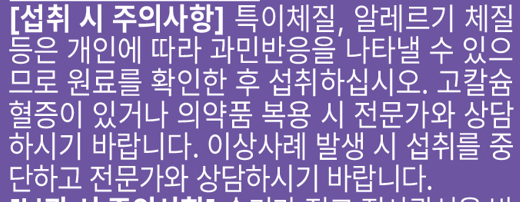 [섭취 시 주의사항] 특이체질, 알레르기 체질
등은 개인에 따라 과민반응을 나타낼 수 있으
므로 원료를 확인한 후 섭취하십시오. 고칼슘
혈증이 있거나 의약품 복용 시 전문가와 상담
하시기 바랍니다. 이상사례 발생 시 섭취를 중
단하고 전문가와 상담하시기 바랍니다.